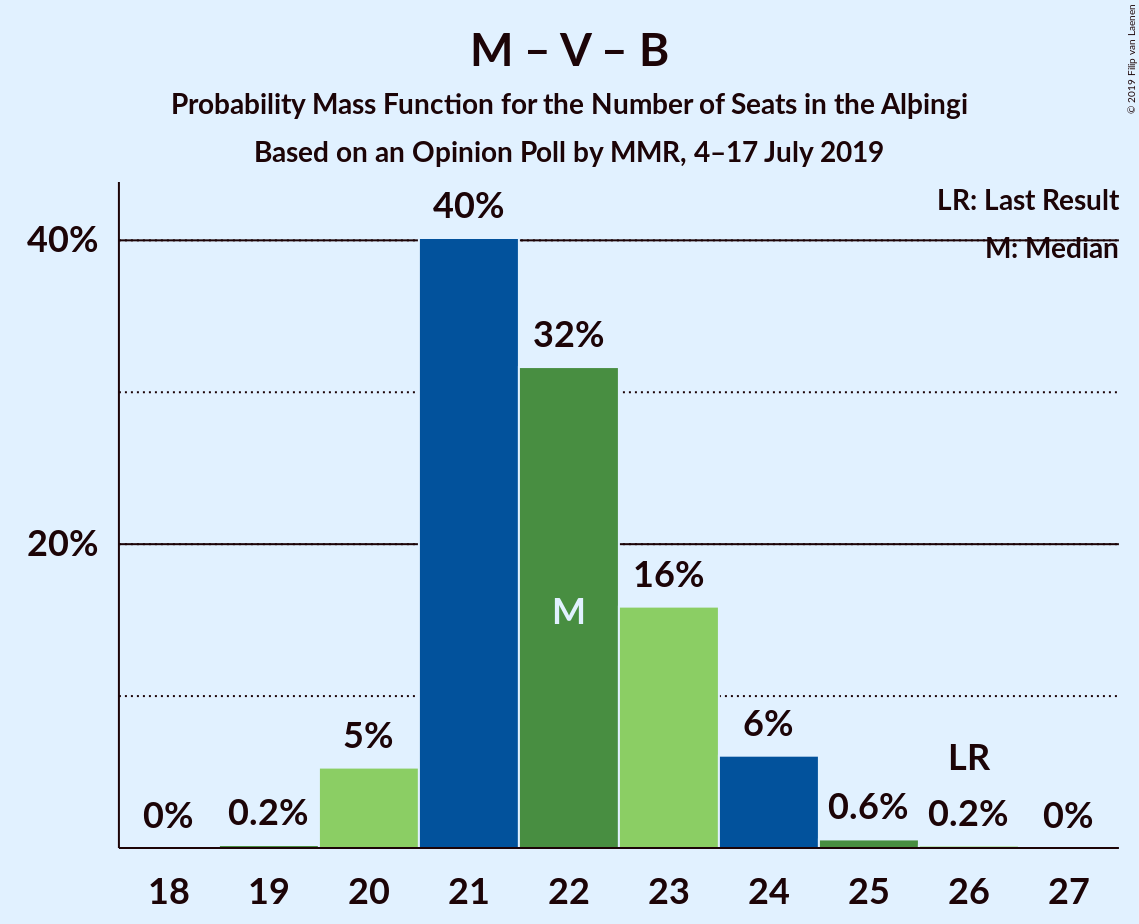 M – V – B
Probability Mass Function for the Number of Seats in the Alþingi
Based on an Opinion Poll by MMR, 4–17 July 2019
© 2019 Filip van Laenen
LR: Last Result
M: Median
40%
20%
0%
0.2%
5%
40%
32%
M
16%
6%
0.6%
LR
0.2%
0%
18 19 20 21 22 23 24 25 26 27